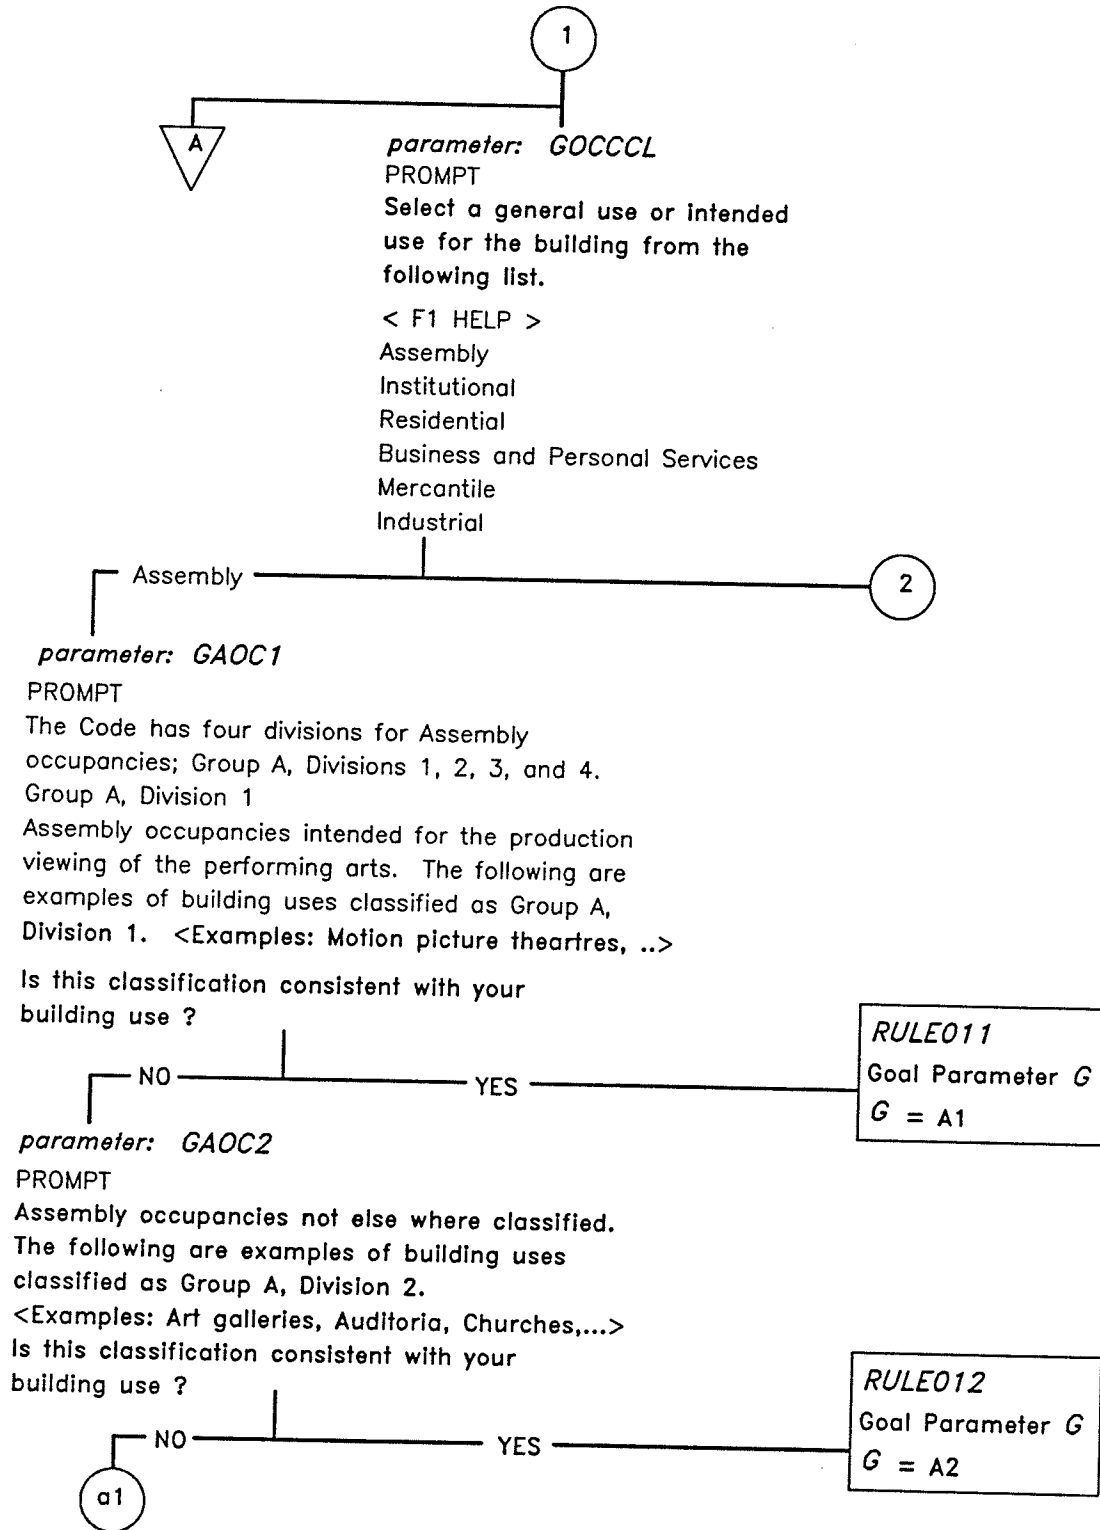 1
A
parameter: GOCCCL
PROMPT
Select a general use or intended
use for the building from the
following list.
< F1 HELP >
Assembly
Institutional
Residential
Business and Personal Services
Mercantile
Industrial
Assembly
2
parameter: GAOC1
PROMPT
The Code has four divisions for Assembly
occupancies; Group A, Divisions 1, 2, 3, and 4.
Group A, Division 1
Assembly occupancies intended for the production
viewing of the performing arts. The following are
examples of building uses classified as Group A,
Division 1. <Examples: Motion picture theartres, ..>
Is this classification consistent with your
building use ?
NO
YES
RULE011
Goal Parameter G
G = A1
parameter: GAOC2
PROMPT
Assembly occupancies not else where classified.
The following are examples of building uses
classified as Group A, Division 2.
<Examples: Art galleries, Auditoria, Churches,...>
Is this classification consistent with your
building use ?
NO
YES
RULE012
Goal Parameter G
G = A2
a1